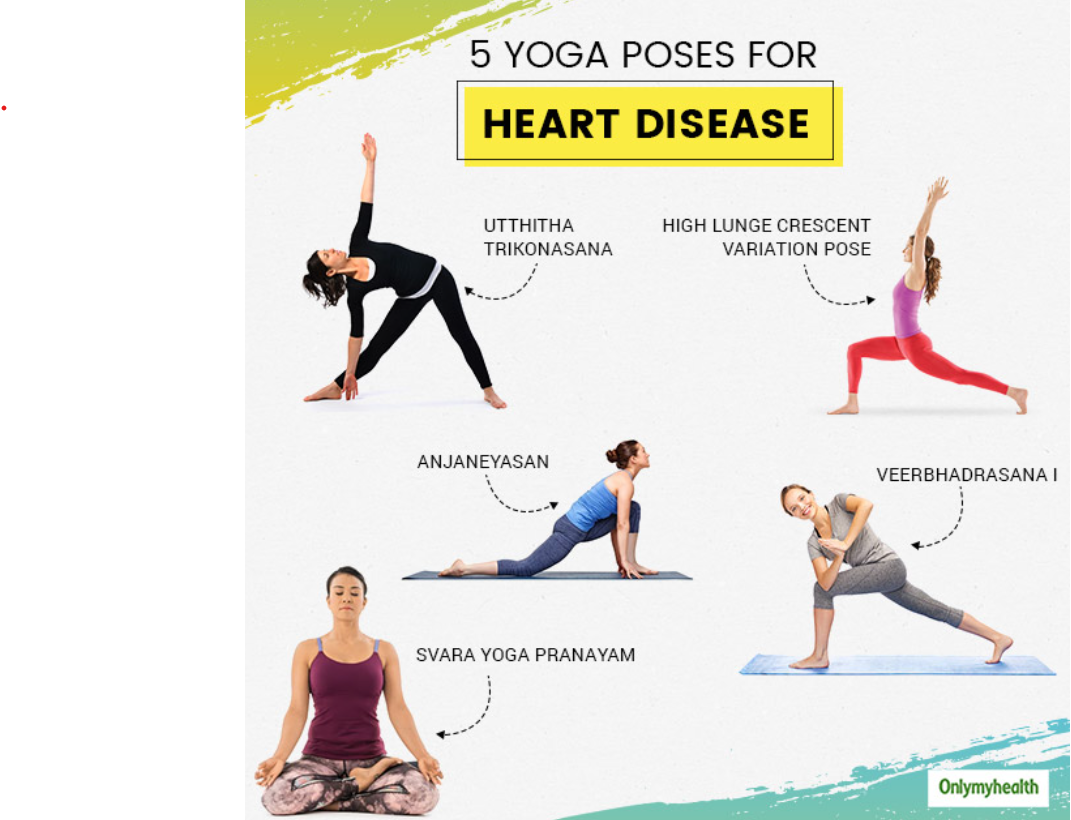 5 YOGA POSES FOR
HEART DISEASE
UTTHITHA
TRIKONASANA
HIGH LUNGE CRESCENT
VARIATION POSE
ANJANEYASAN
VEERBHADRASANA I
SVARA YOGA PRANAYAM
Onlymyhealth